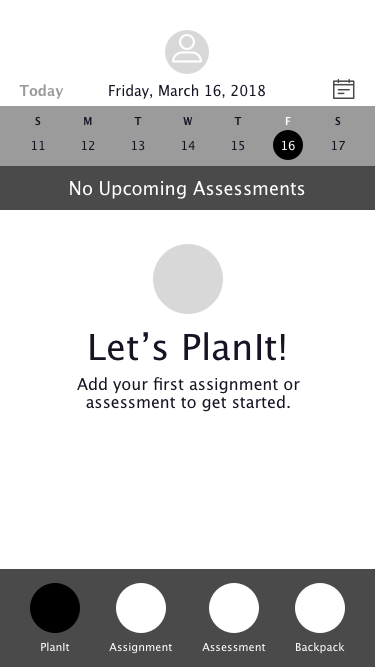 Today Friday, March 16, 2018
S M T W T F S
11 12 13 14 15 16 17
No Upcoming Assessments
Let’s PlanIt!
Add your first assignment or
assessment to get started.
PlanIt Assignment Assessment Backpack